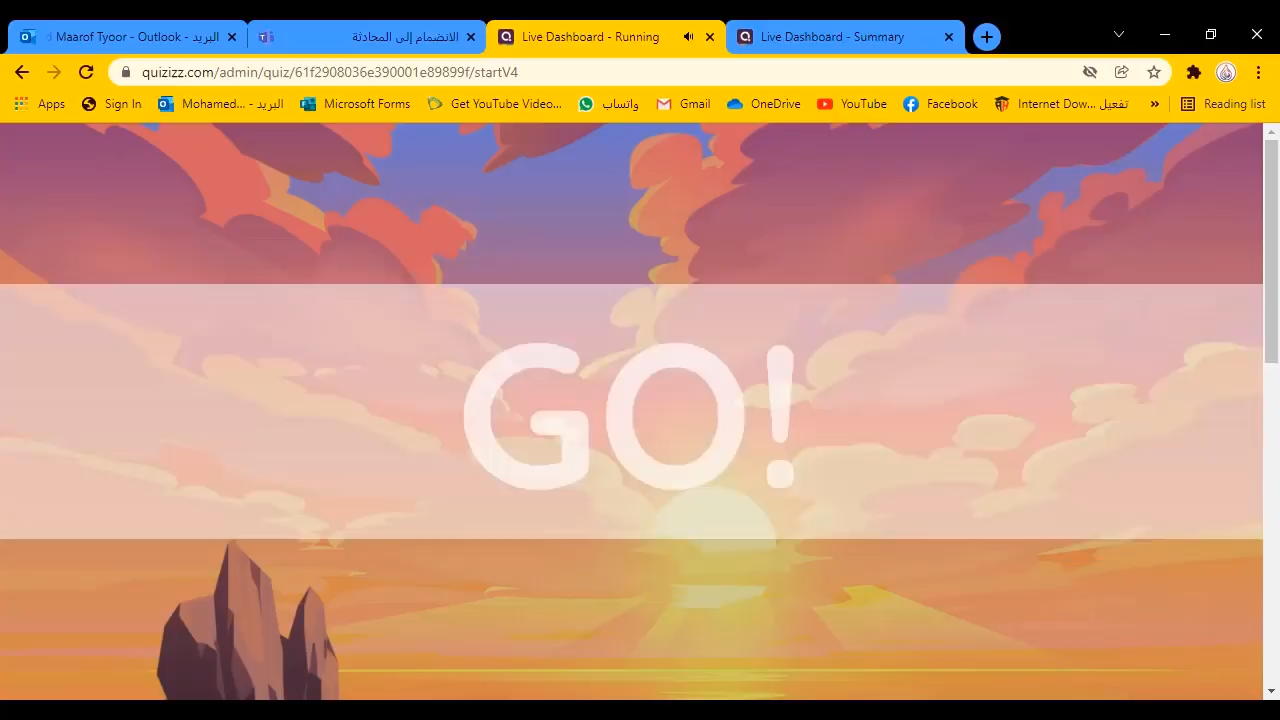 Maarof Tyoor - Outlook - البريد
الانضمام إلى المحادثة
Live Dashboard - Running
Live Dashboard - Summary
quizizz.com/admin/quiz/61f2908036e390001e89899f/startV4
Apps
Sign In
Mohamed... - البريد
Microsoft Forms
Get YouTube Video...
واتساب
Gmail
OneDrive
YouTube
Facebook
Internet Dow... تفعيل
»
Reading list
GO!